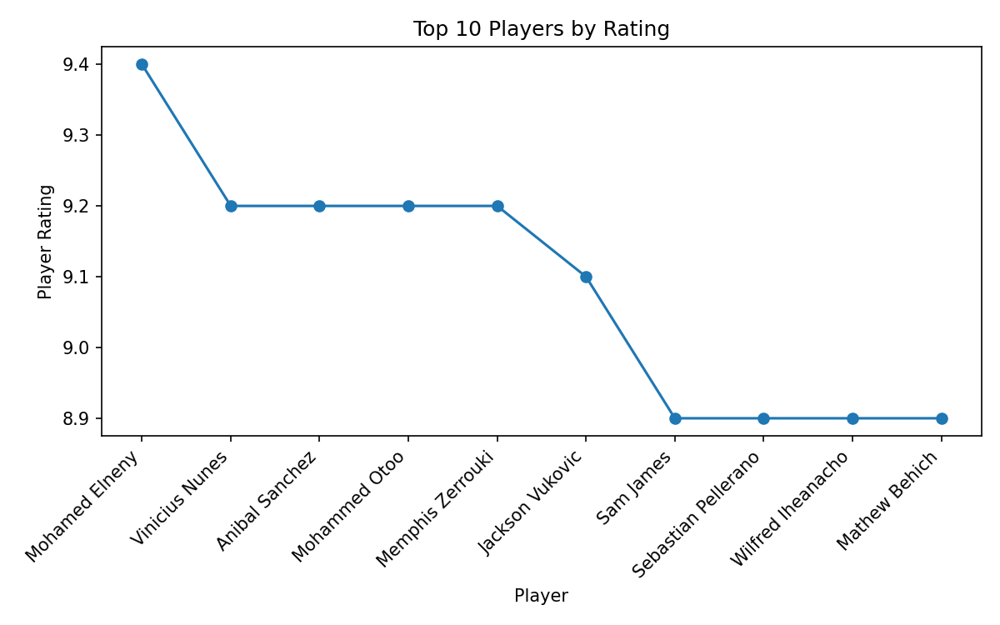 Top 10 Players by Rating
9.4
9.3
9.2
9.1
9.0
8.9
Player Rating
Mohamed Elneny
Vinicius Nunes
Anibal Sanchez
Mohammed Otoo
Memphis Zerrouki
Jackson Vukovic
Sam James
Sebastian Pellerano
Wilfred Iheanacho
Mathew Behich
Player